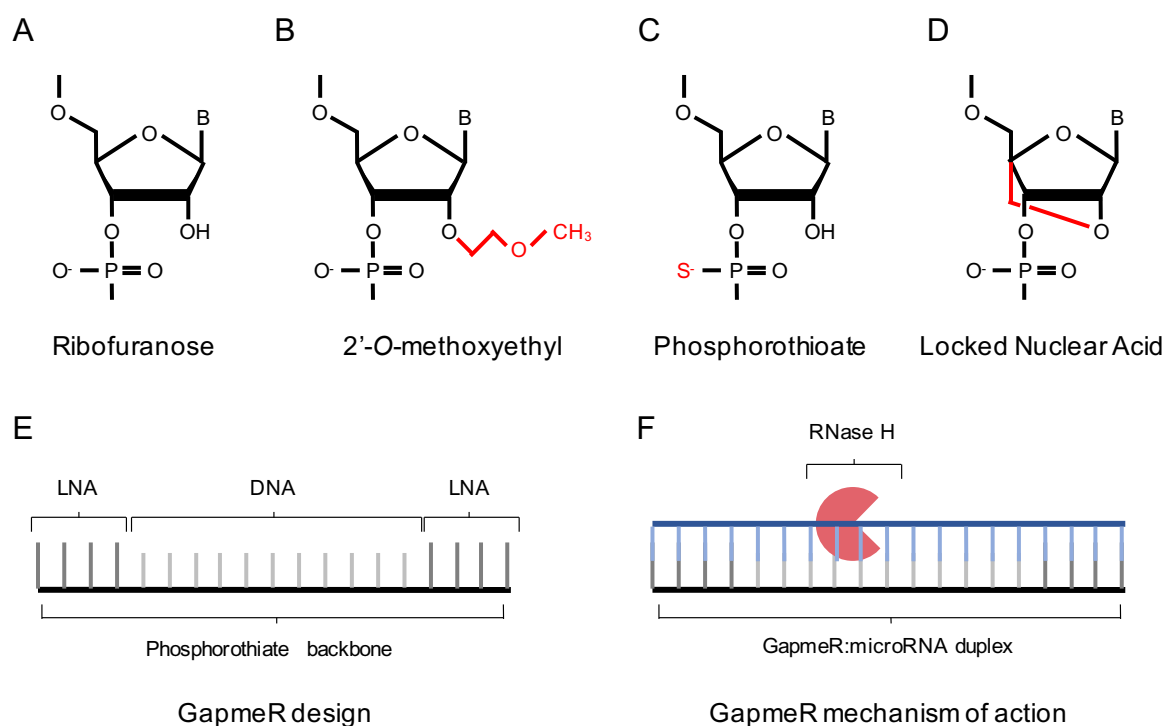 A
B
C
D
O
O
B
O
OH
O- P O
O
O
B
O
O
O
CH3
O- P O
O
O
B
O
OH
S- P O
O
O
B
O
O
O- P O
Ribofuranose
2'-O-methoxyethyl
Phosphorothioate
Locked Nuclear Acid
E
LNA
DNA
LNA
Phosphorothiate backbone
GapmeR design
F
RNase H
GapmeR:microRNA duplex
GapmeR mechanism of action